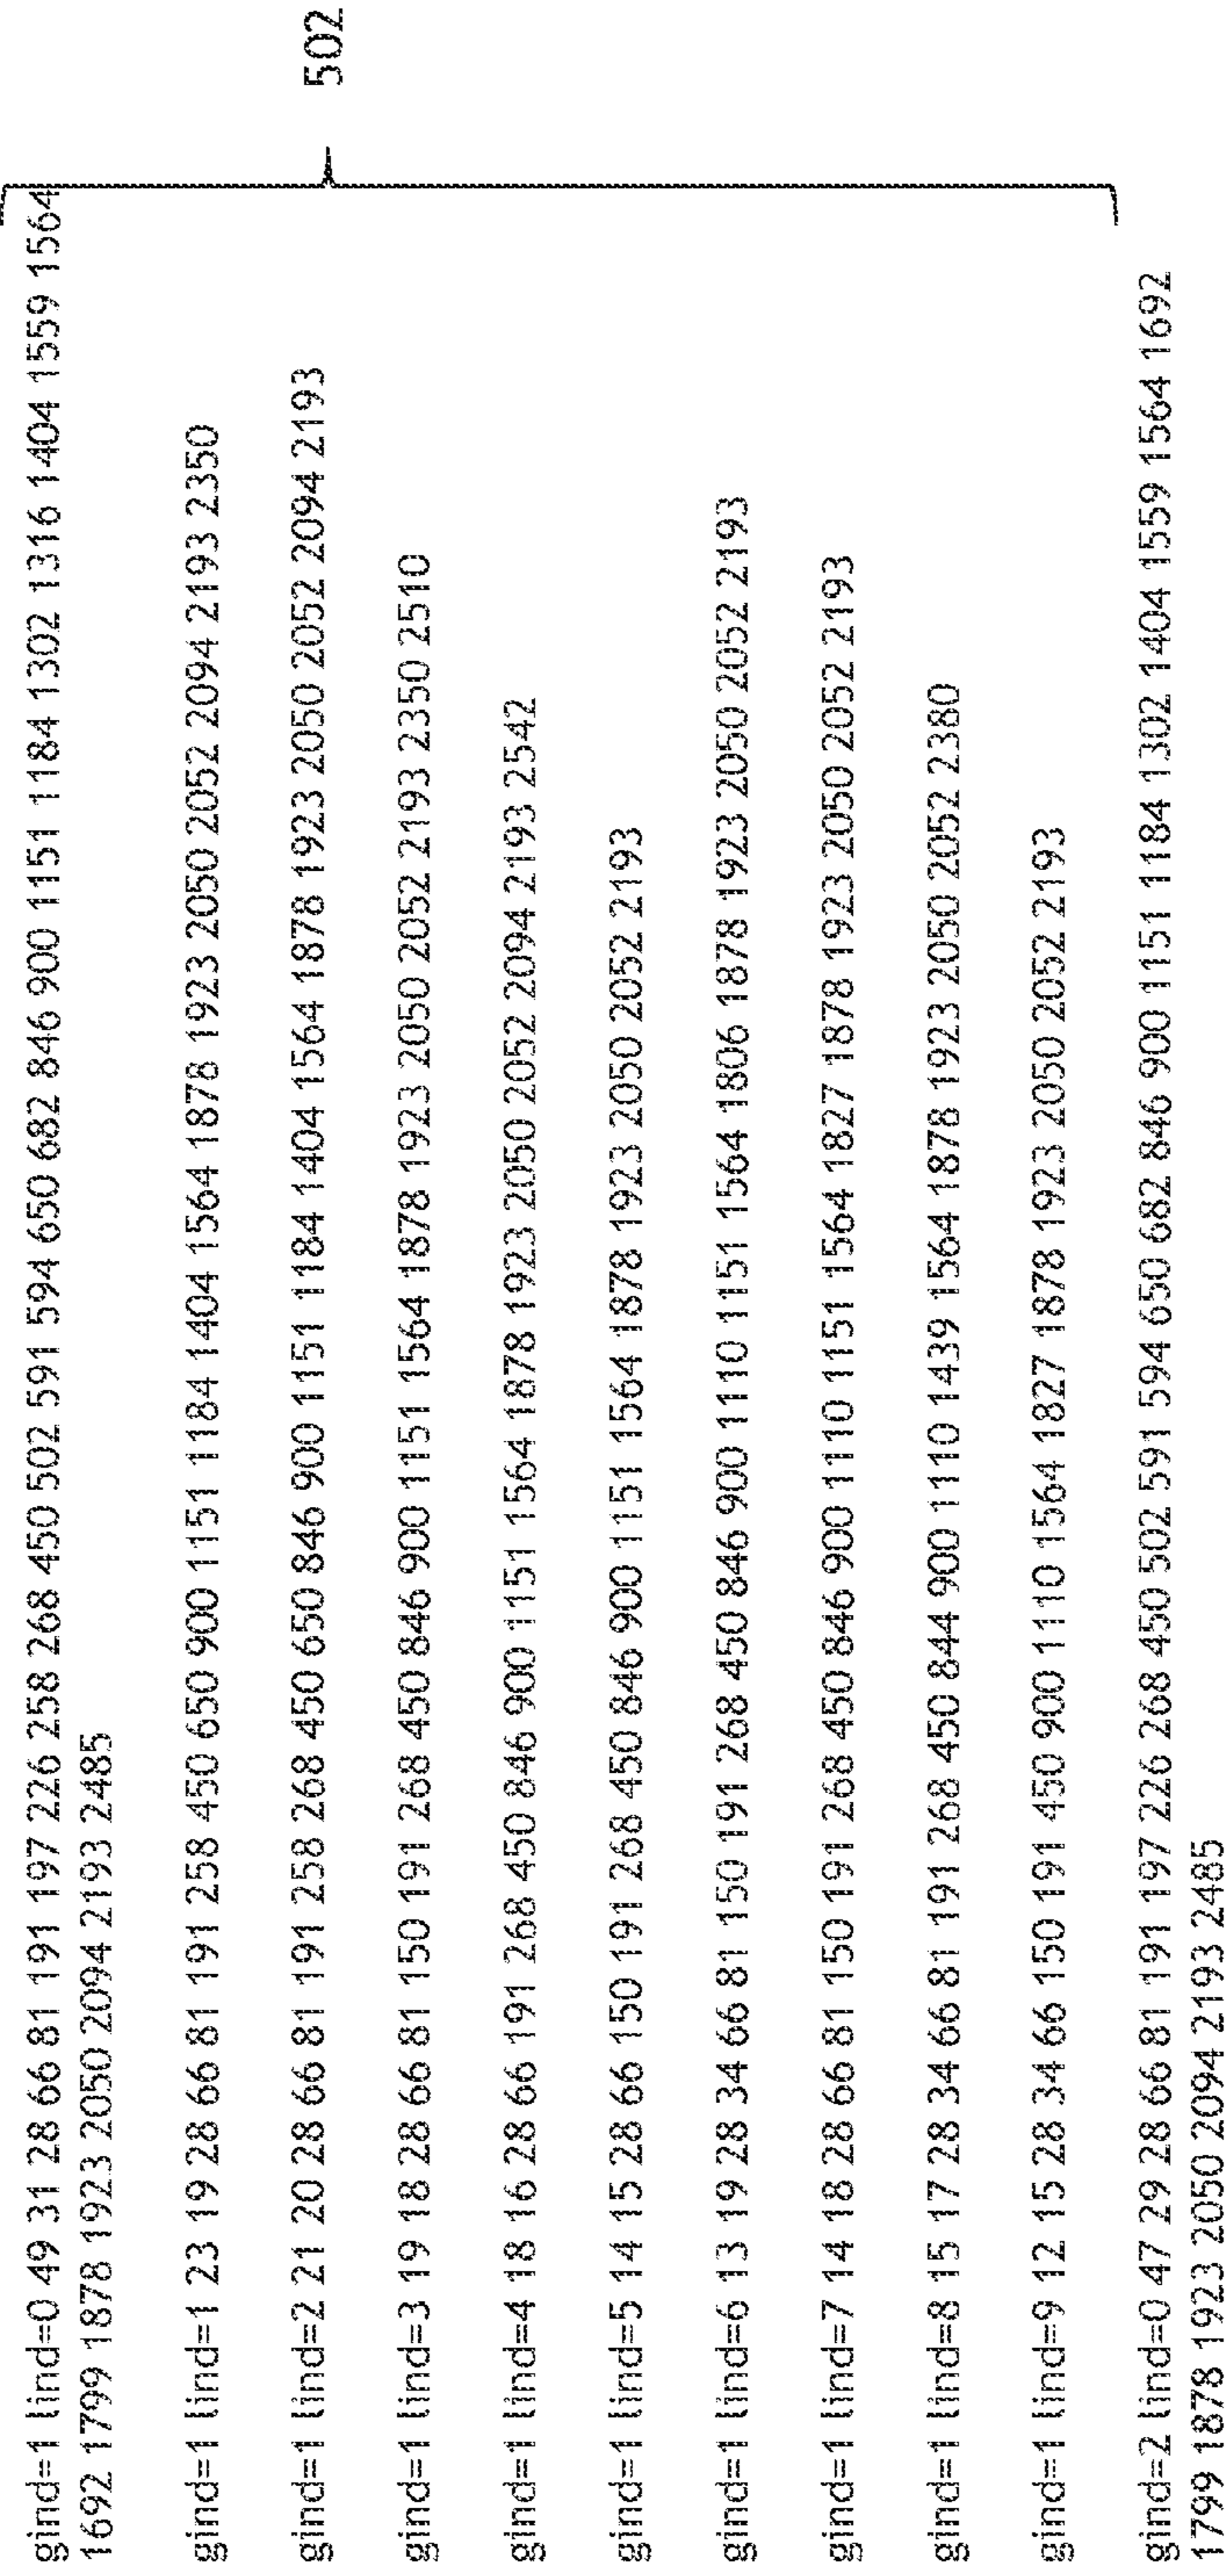 gind=1 lind=0 49 31 28 66 81 191 197 226 258 268 450 502 591 594 650 682 846 900 1151 1184 1302 1316 1404 1559 1564
1692 1799 1878 1923 2050 2094 2193 2485
gind=1 lind=1 23 19 28 66 81 191 258 450 650 900 1151 1184 1404 1564 1878 1923 2050 2052 2094 2193 2350
gind=1 lind=2 21 20 28 66 81 191 258 268 450 650 846 900 1151 1184 1404 1564 1878 1923 2050 2052 2094 2193
gind=1 lind=3 19 18 28 66 81 150 191 268 450 846 900 1151 1564 1878 1923 2050 2052 2193 2350 2510
gind=1 lind=4 18 16 28 66 191 268 450 846 900 1151 1564 1878 1923 2050 2052 2094 2193 2542
gind=1 lind=5 14 15 28 66 150 191 268 450 846 900 1151 1564 1878 1923 2050 2052 2193
gind=1 lind=6 13 19 28 34 66 81 150 191 268 450 846 900 1110 1151 1564 1806 1878 1923 2050 2052 2193
gind=1 lind=7 14 18 28 66 81 150 191 268 450 846 900 1110 1151 1564 1827 1878 1923 2050 2052 2193
gind=1 lind=8 15 17 28 34 66 81 191 268 450 844 900 1110 1439 1564 1878 1923 2050 2052 2380
gind=1 lind=9 12 15 28 34 66 150 191 450 900 1110 1564 1827 1878 1923 2050 2052 2193
gind=2 lind=0 47 29 28 66 81 191 197 226 268 450 502 591 594 650 682 846 900 1151 1184 1302 1404 1559 1564 1692
1799 1878 1923 2050 2094 2193 2485
502